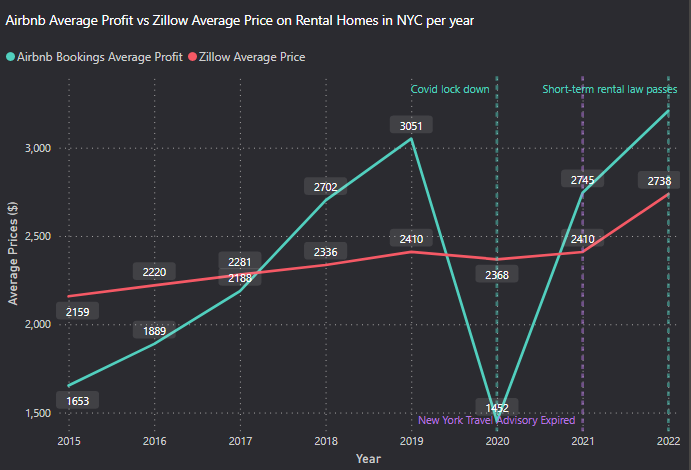 Airbnb Average Profit vs Zillow Average Price on Rental Homes in NYC per year
Airbnb Bookings Average Profit Zillow Average Price
Covid lock down Short-term rental law passes
3051
3,000
2702 2745 2738
2,500
2410 2410
2336
2281
2220 2188 2368
2159
2,000
1889
1653
1,500
1452
New York Travel Advisory Expired
2015 2016 2017 2018 2019 2020 2021 2022
Year
Average Prices ($)